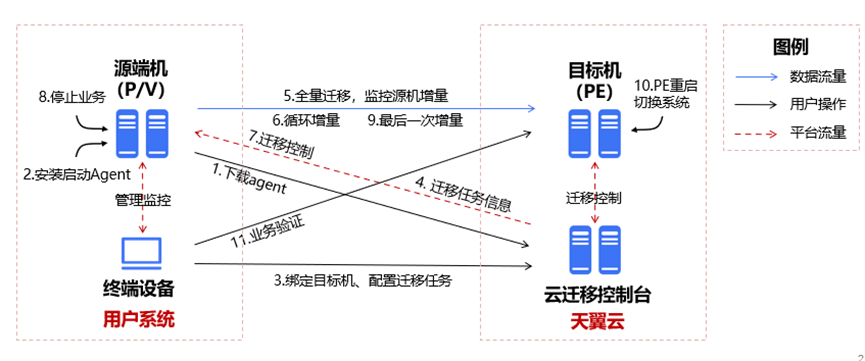 源端机
（P/V）
8.停止业务
2.安装启动Agent
管理监控
终端设备
用户系统
5.全量迁移，监控源机增量
6.循环增量
9.最后一次增量
7.迁移控制
1.下载agent
4. 迁移任务信息
11.业务验证
3.绑定目标机、配置迁移任务
目标机
（PE）
10.PE重启
切换系统
迁移控制
云迁移控制台
天翼云
图例
数据流量
用户操作
平台流量